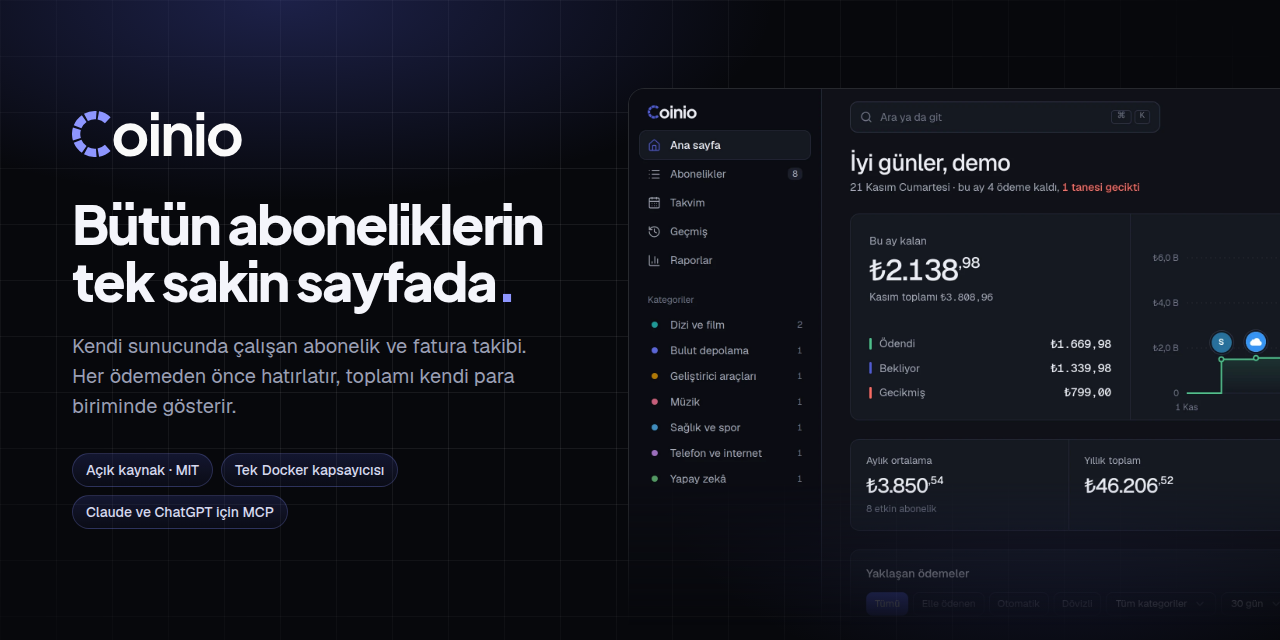 Coinio
Bütün aboneliklerin
tek sakin sayfada.
Kendi sunucunda çalışan abonelik ve fatura takibi.
Her ödemeden önce hatırlatır, toplamı kendi para
biriminde gösterir.
Açık kaynak · MIT
Tek Docker kapsayıcısı
Claude ve ChatGPT için MCP
Coinio
Ana sayfa
Abonelikler 8
Takvim
Geçmiş
Raporlar
Kategoriler
Dizi ve film 2
Bulut depolama 1
Geliştirici araçları 1
Müzik 1
Sağlık ve spor 1
Telefon ve internet 1
Yapay zekâ 1
Ara ya da git ⌘ K
İyi günler, demo
21 Kasım Cumartesi · bu ay 4 ödeme kaldı, 1 tanesi gecikti
Bu ay kalan
₺2.138,98
Kasım toplamı ₺3.808,96
Ödendi ₺1.669,98
Bekliyor ₺1.339,98
Gecikmiş ₺799,00
₺6,0 B
₺4,0 B
₺2,0 B
0
1 Kas
S
Aylık ortalama
₺3.850,54
8 etkin abonelik
Yıllık toplam
₺46.206,52
Yaklaşan ödemeler
Tümü Elle ödenen Otomatik Dövizli Tüm kategoriler 30 gün